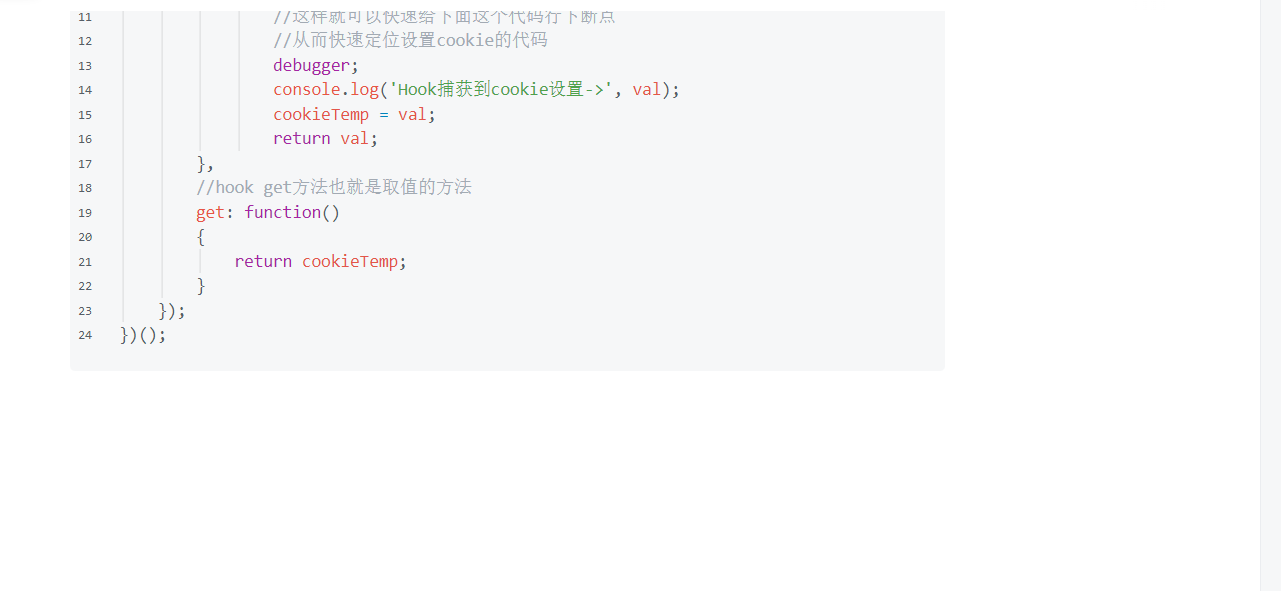 11 //这样就可以快速给下面这个代码行下断点
12 //从而快速定位设置cookie的代码
13 debugger;
14 console.log('Hook捕获到cookie设置->', val);
15 cookieTemp = val;
16 return val;
17 },
18 //hook get方法也就是取值的方法
19 get: function()
20 {
21 return cookieTemp;
22 }
23 });
24 })();